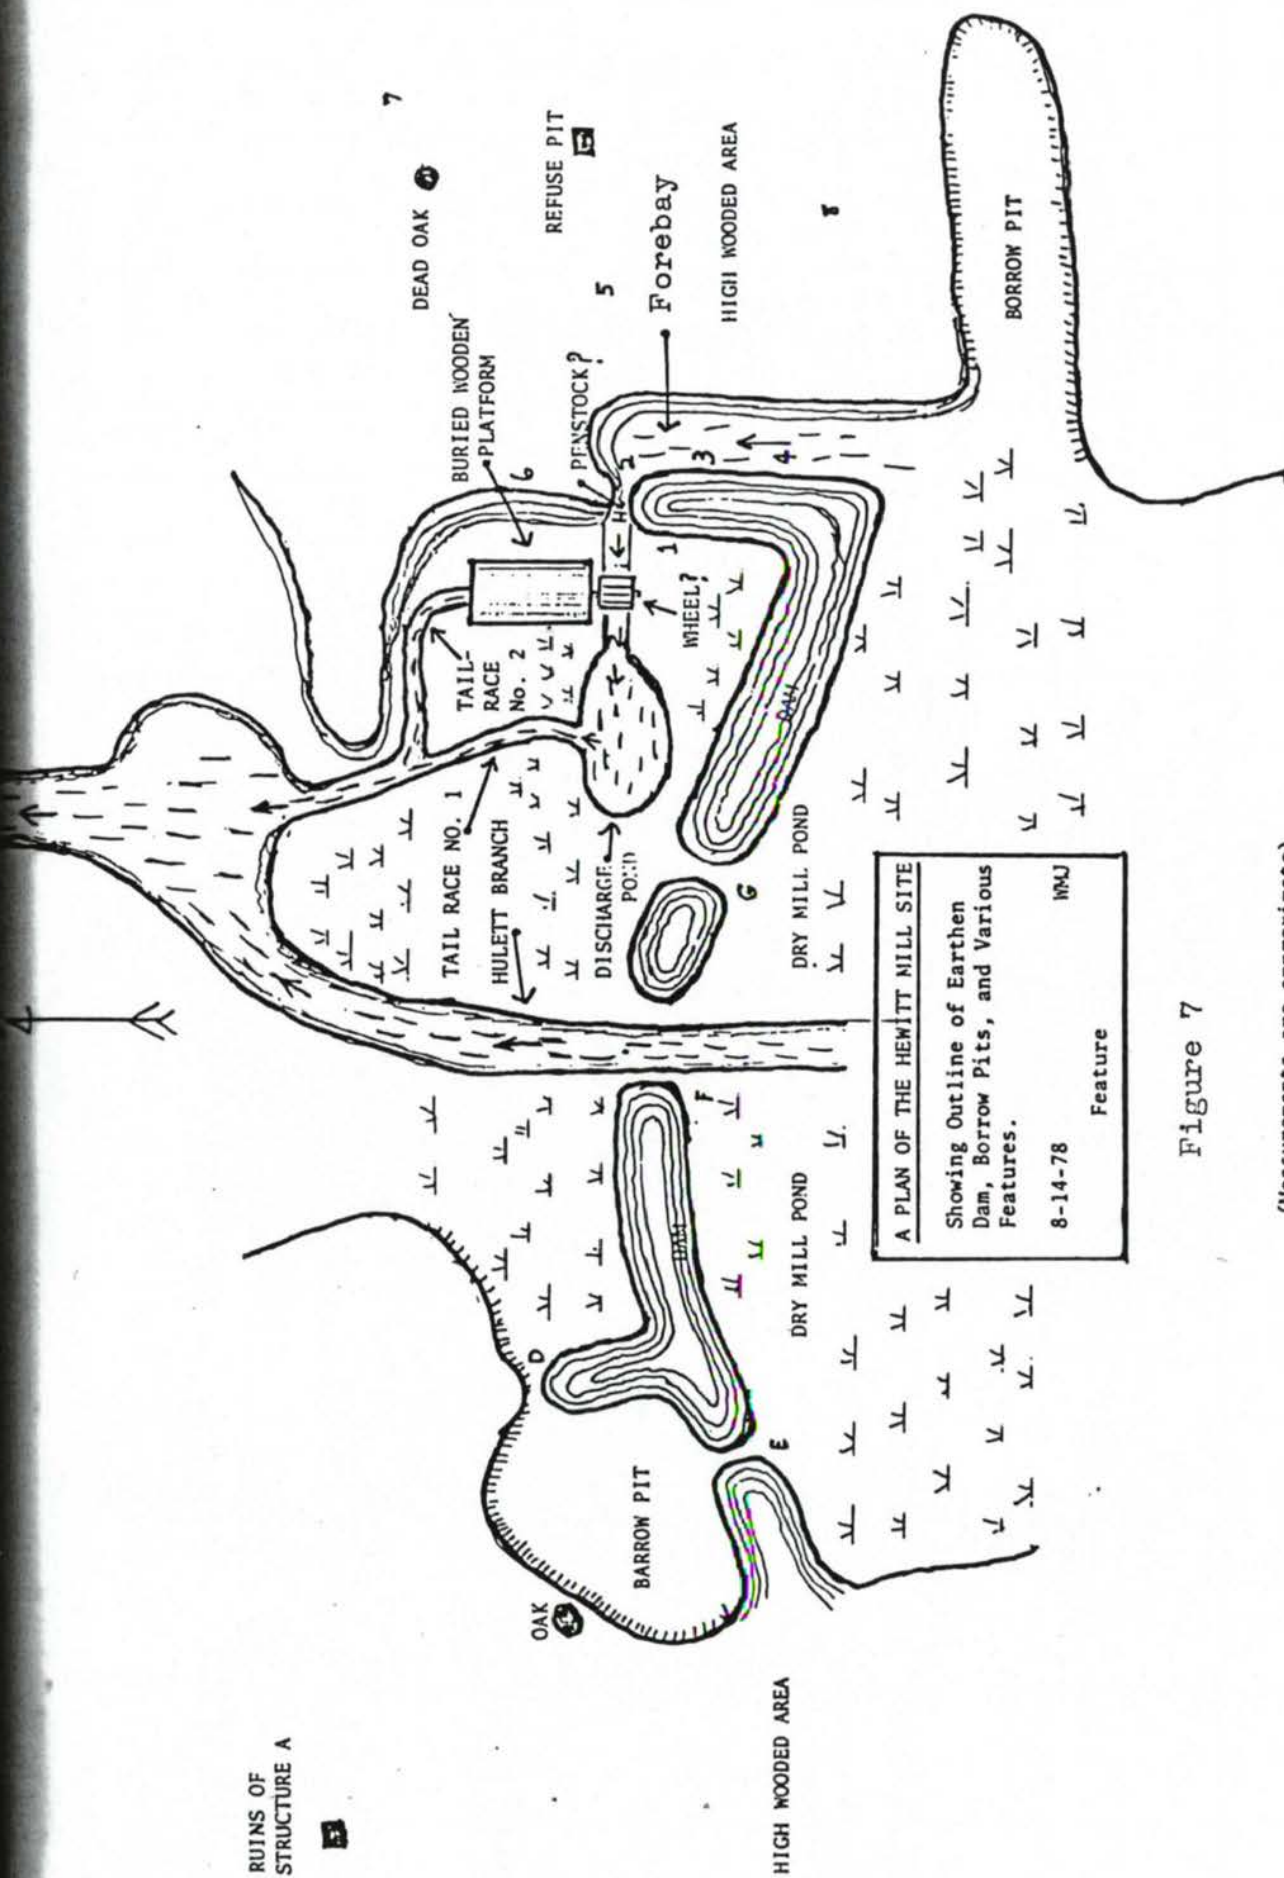 RUINS OF
STRUCTURE A
OAK
BARROW PIT
HIGH WOODED AREA
D
E
F
DAM
DRY MILL POND
TAIL RACE NO. 1
HULETT BRANCH
DISCHARGE
POND
G
DRY MILL POND
DAM
TAIL-
RACE
No. 2
WHEEL?
BURIED WOODEN
PLATFORM
PENSTOCK?
H
1
2
3
4
5
6
7
8
DEAD OAK
REFUSE PIT
Forebay
HIGH WOODED AREA
BORROW PIT
A PLAN OF THE HEWITT MILL SITE
Showing Outline of Earthen
Dam, Borrow Pits, and Various
Features.
8-14-78 WMJ
Feature
Figure 7